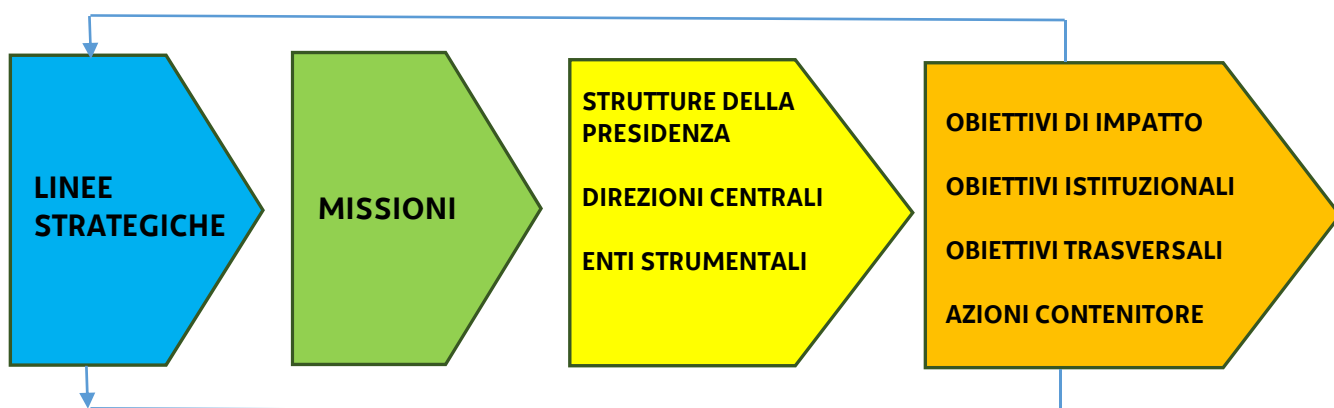 LINEE
STRATEGICHE
MISSIONI
STRUTTURE DELLA
PRESIDENZA
DIREZIONI CENTRALI
ENTI STRUMENTALI
OBIETTIVI DI IMPATTO
OBIETTIVI ISTITUZIONALI
OBIETTIVI TRASVERSALI
AZIONI CONTENITORE